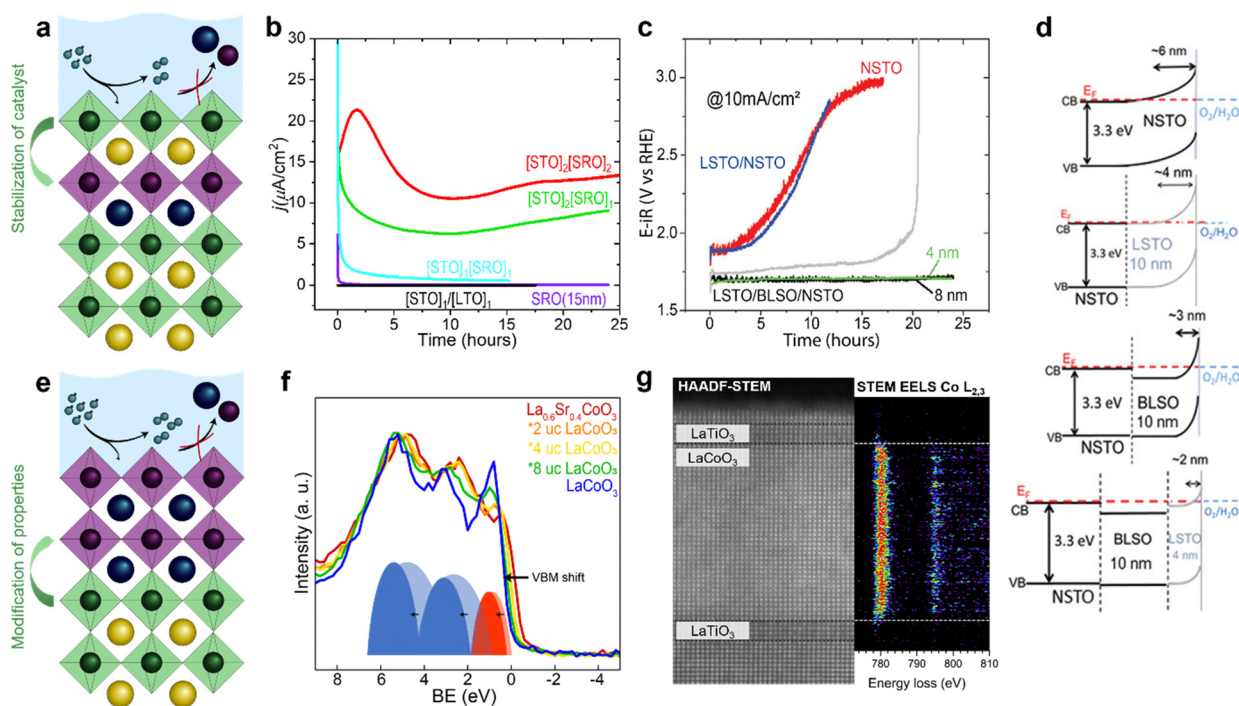 a
Stabilization of catalyst
b
j(μA/cm²)
30
25
20
15
10
5
0
[STO]₂[SRO]₂
[STO]₂[SRO]₁
[STO]₁[SRO]₁
[STO]₁/[LTO]₁
SRO(15nm)
0 5 10 15 20 25
Time (hours)
c
E-iR (V vs RHE)
3.0
2.5
2.0
1.5
@10mA/cm²
NSTO
LSTO/NSTO
4 nm
LSTO/BLSO/NSTO
8 nm
0 5 10 15 20 25
Time (hours)
d
~6 nm
E_F
CB
NSTO
O₂/H₂O
3.3 eV
VB
~4 nm
E_F
CB
O₂/H₂O
3.3 eV
LSTO
10 nm
VB
NSTO
~3 nm
E_F
CB
O₂/H₂O
3.3 eV
BLSO
10 nm
VB
NSTO
~2 nm
E_F
CB
O₂/H₂O
3.3 eV
BLSO
10 nm
LSTO
4 nm
VB
NSTO
e
Modification of properties
f
Intensity (a. u.)
La₀.₆Sr₀.₄CoO₃
*2 uc LaCoO₃
*4 uc LaCoO₃
*8 uc LaCoO₃
LaCoO₃
VBM shift
8 6 4 2 0 -2 -4
BE (eV)
g
HAADF-STEM
STEM EELS Co L₂,₃
LaTiO₃
LaCoO₃
LaTiO₃
780 790 800 810
Energy loss (eV)